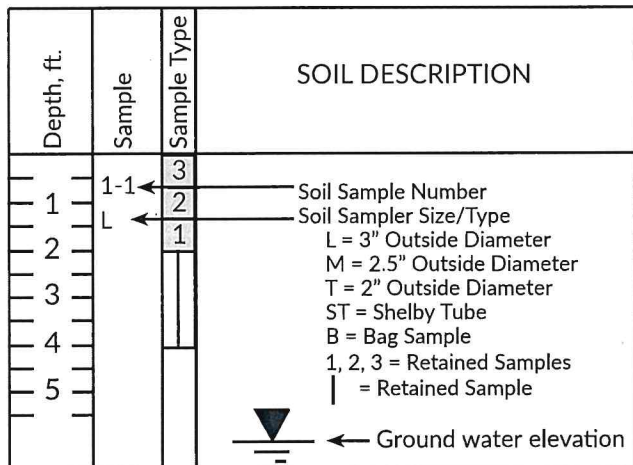 Depth, ft.
Sample
Sample Type
SOIL DESCRIPTION
3
1-1
Soil Sample Number
1
2
Soil Sampler Size/Type
L
1
L = 3” Outside Diameter
2
M = 2.5” Outside Diameter
T = 2” Outside Diameter
3
ST = Shelby Tube
B = Bag Sample
4
1, 2, 3 = Retained Samples
| = Retained Sample
5
Ground water elevation